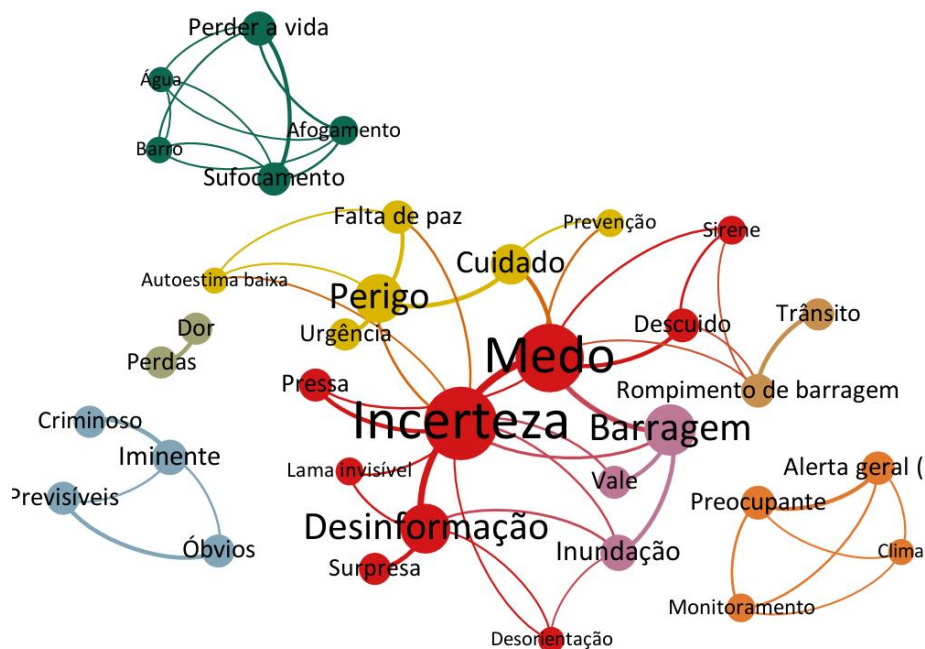 Perder a vida
Água
Afogamento
Barro
Sufocamento
Falta de paz
Prevenção
Sirene
Cuidado
Autoestima baixa
Perigo
Trânsito
Dor
Urgência
Descuido
Perdas
Medo
Pressa
Rompimento de barragem
Criminoso
Incerteza
Barragem
Iminente
Lama invisível
Alerta geral (
Vale
Previsíveis
Preocupante
Desinformação
Óbvios
Inundação
Clima
Surpresa
Monitoramento
Desorientação